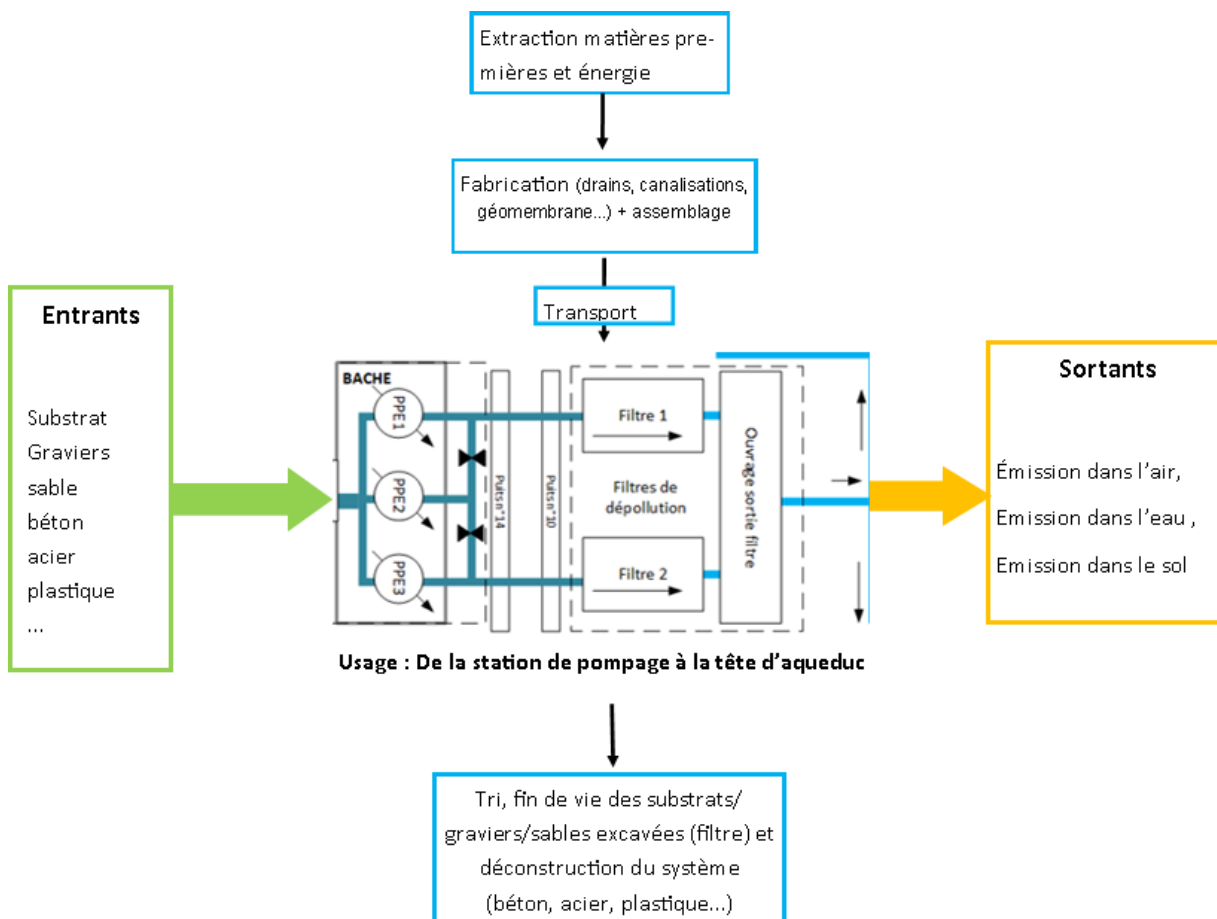 Extraction matières pre-
mières et énergie
Fabrication (drains, canalisations,
géomembrane...) + assemblage
Transport
Entrants
Substrat
Graviers
sable
béton
acier
plastique
...
BACHE
PPE1
PPE2
PPE3
Puits n°14
Puits n°10
Filtre 1
Filtres de
dépollution
Filtre 2
Ouvrage sortie filtre
Usage : De la station de pompage à la tête d’aqueduc
Sortants
Émission dans l’air,
Emission dans l’eau ,
Emission dans le sol
Tri, fin de vie des substrats/
graviers/sables excavées (filtre) et
déconstruction du système
(béton, acier, plastique...)